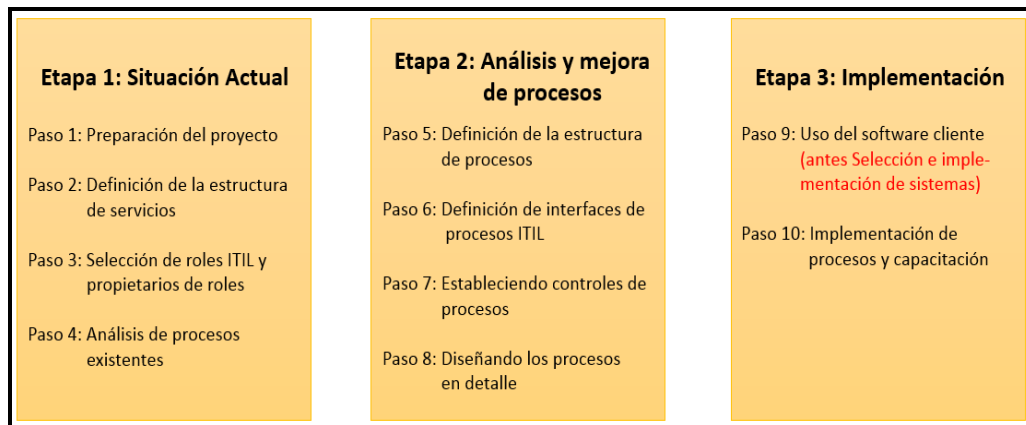 Etapa 1: Situación Actual
Paso 1: Preparación del proyecto
Paso 2: Definición de la estructura
de servicios
Paso 3: Selección de roles ITIL y
propietarios de roles
Paso 4: Análisis de procesos
existentes
Etapa 2: Análisis y mejora
de procesos
Paso 5: Definición de la estructura
de procesos
Paso 6: Definición de interfaces de
procesos ITIL
Paso 7: Estableciendo controles de
procesos
Paso 8: Diseñando los procesos
en detalle
Etapa 3: Implementación
Paso 9: Uso del software cliente
(antes Selección e imple-
mentación de sistemas)
Paso 10: Implementación de
procesos y capacitación